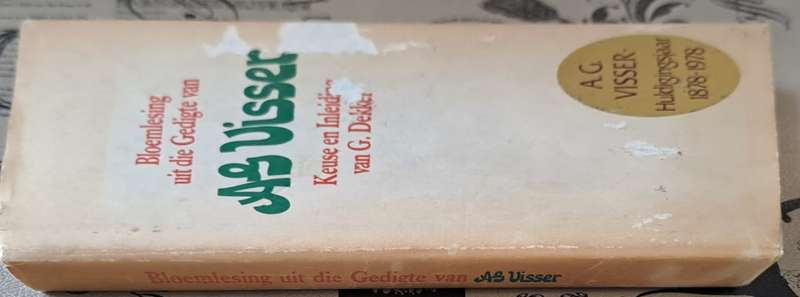 Bloemlesing
uit die Gedigte van
AG Visser
Keuse en Inleiding
van G. Dekker
A.G.
VISSER-
Huldigingsjaar
1878-1978
Bloemlesing uit die Gedigte van AG Visser